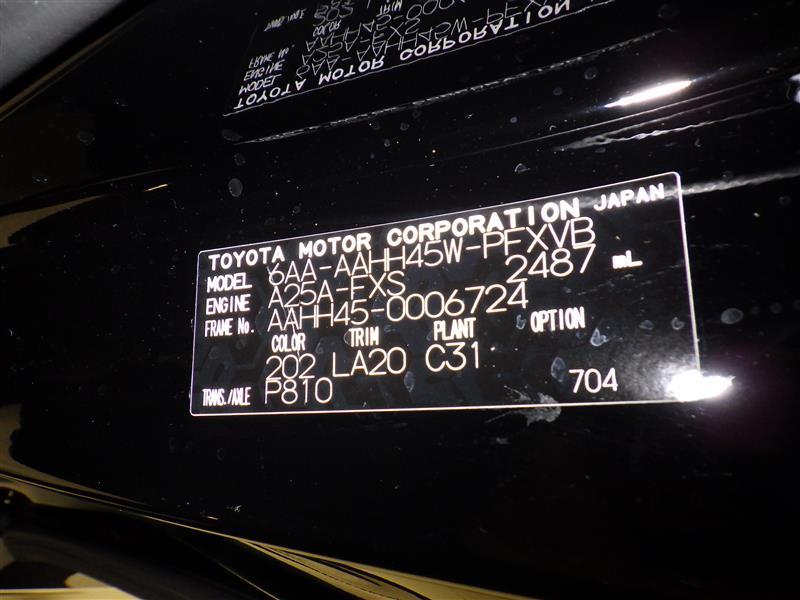 TOYOTA MOTOR CORPORATION JAPAN
MODEL 6AA-AAHH45W-PFXVB
ENGINE A25A-FXS 2487 mL
FRAME No. AAHH45-0006724
COLOR TRIM PLANT OPTION
202 LA20 C31
TRANS./AXLE P810 704